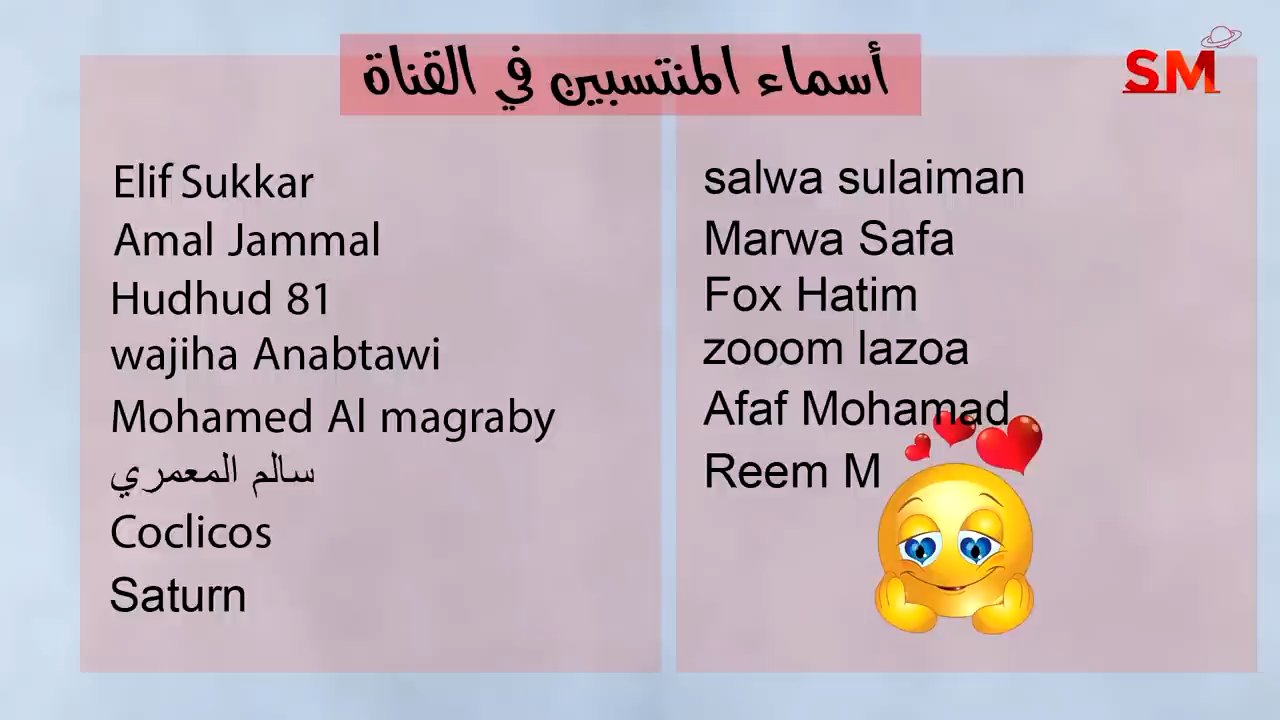 أسماء المنتسبين في القناة
SM
Elif Sukkar
Amal Jammal
Hudhud 81
wajiha Anabtawi
Mohamed Al magraby
سالم المعمري
Coclicos
Saturn
salwa sulaiman
Marwa Safa
Fox Hatim
zooom lazoa
Afaf Mohamad
Reem M